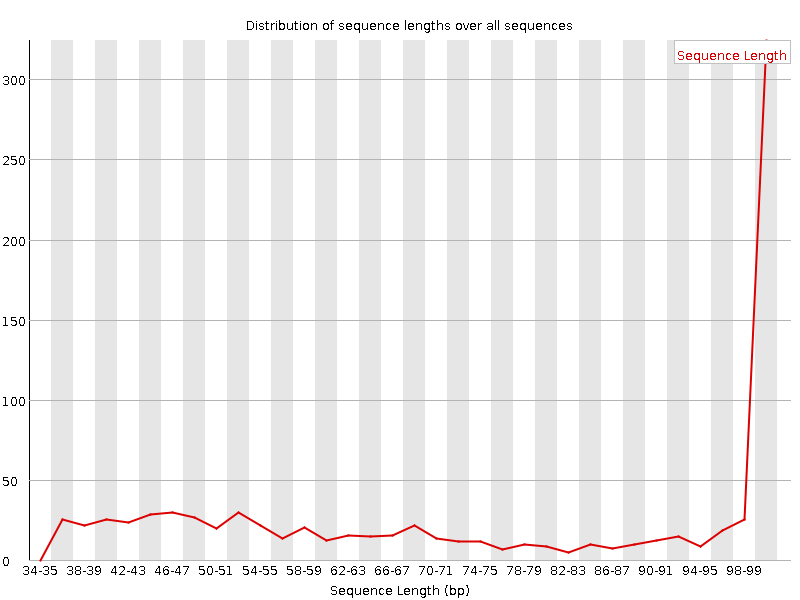 Distribution of sequence lengths over all sequences
Sequence Length
300
250
200
150
100
50
0
34-35 38-39 42-43 46-47 50-51 54-55 58-59 62-63 66-67 70-71 74-75 78-79 82-83 86-87 90-91 94-95 98-99
Sequence Length (bp)